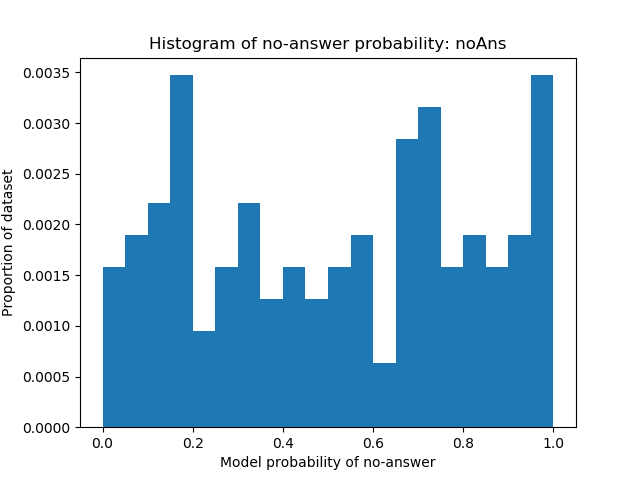 Histogram of no-answer probability: noAns
0.0035
0.0030
0.0025
0.0020
0.0015
0.0010
0.0005
0.0000
Proportion of dataset
0.0 0.2 0.4 0.6 0.8 1.0
Model probability of no-answer